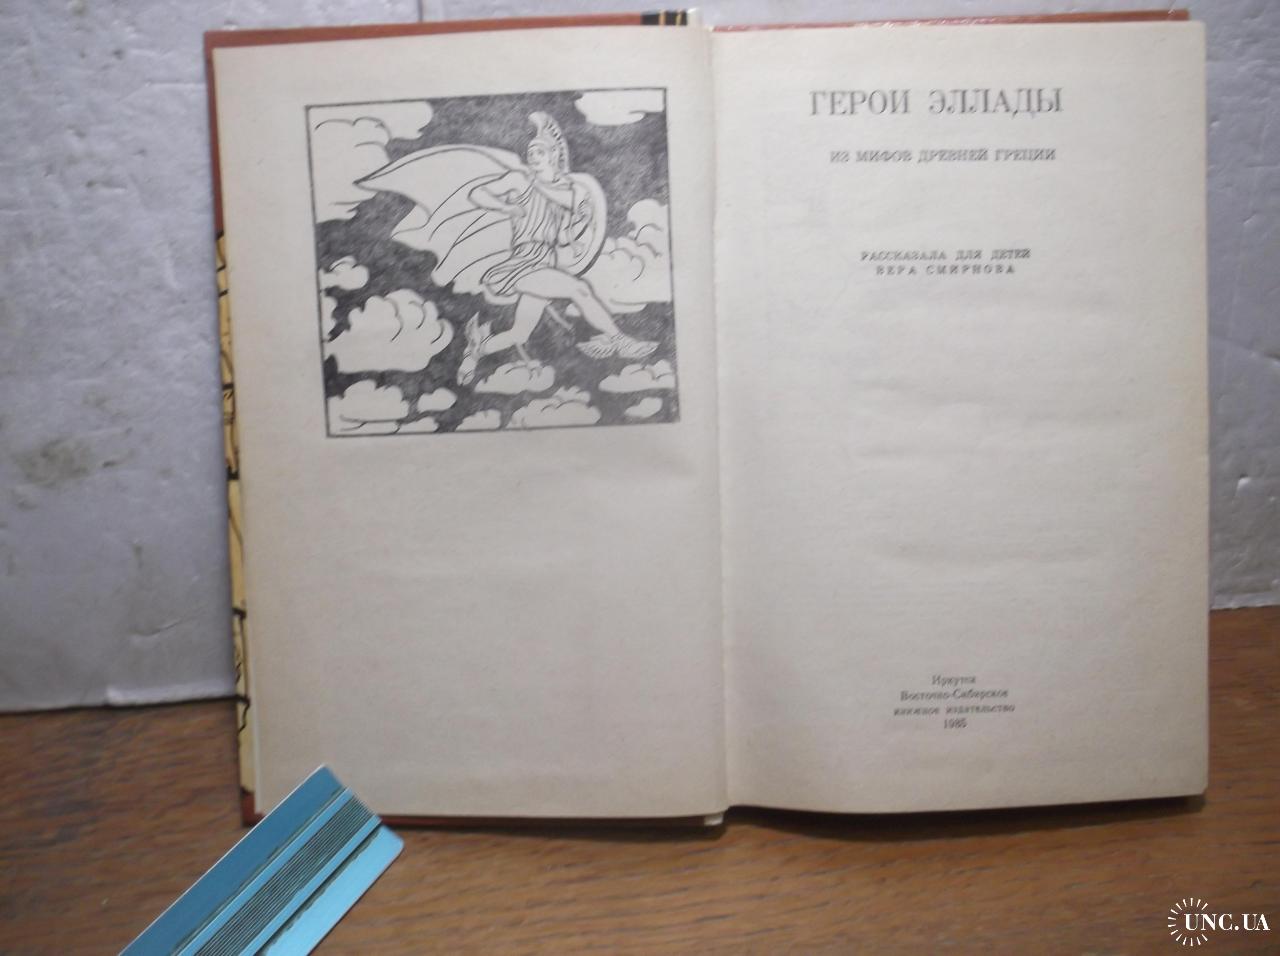 ГЕРОИ ЭЛЛАДЫ
ИЗ МИФОВ ДРЕВНЕЙ ГРЕЦИИ
РАССКАЗАЛА ДЛЯ ДЕТЕЙ
ВЕРА СМИРНОВА
Иркутск
Восточно-Сибирское
книжное издательство
1985
UNC.UA